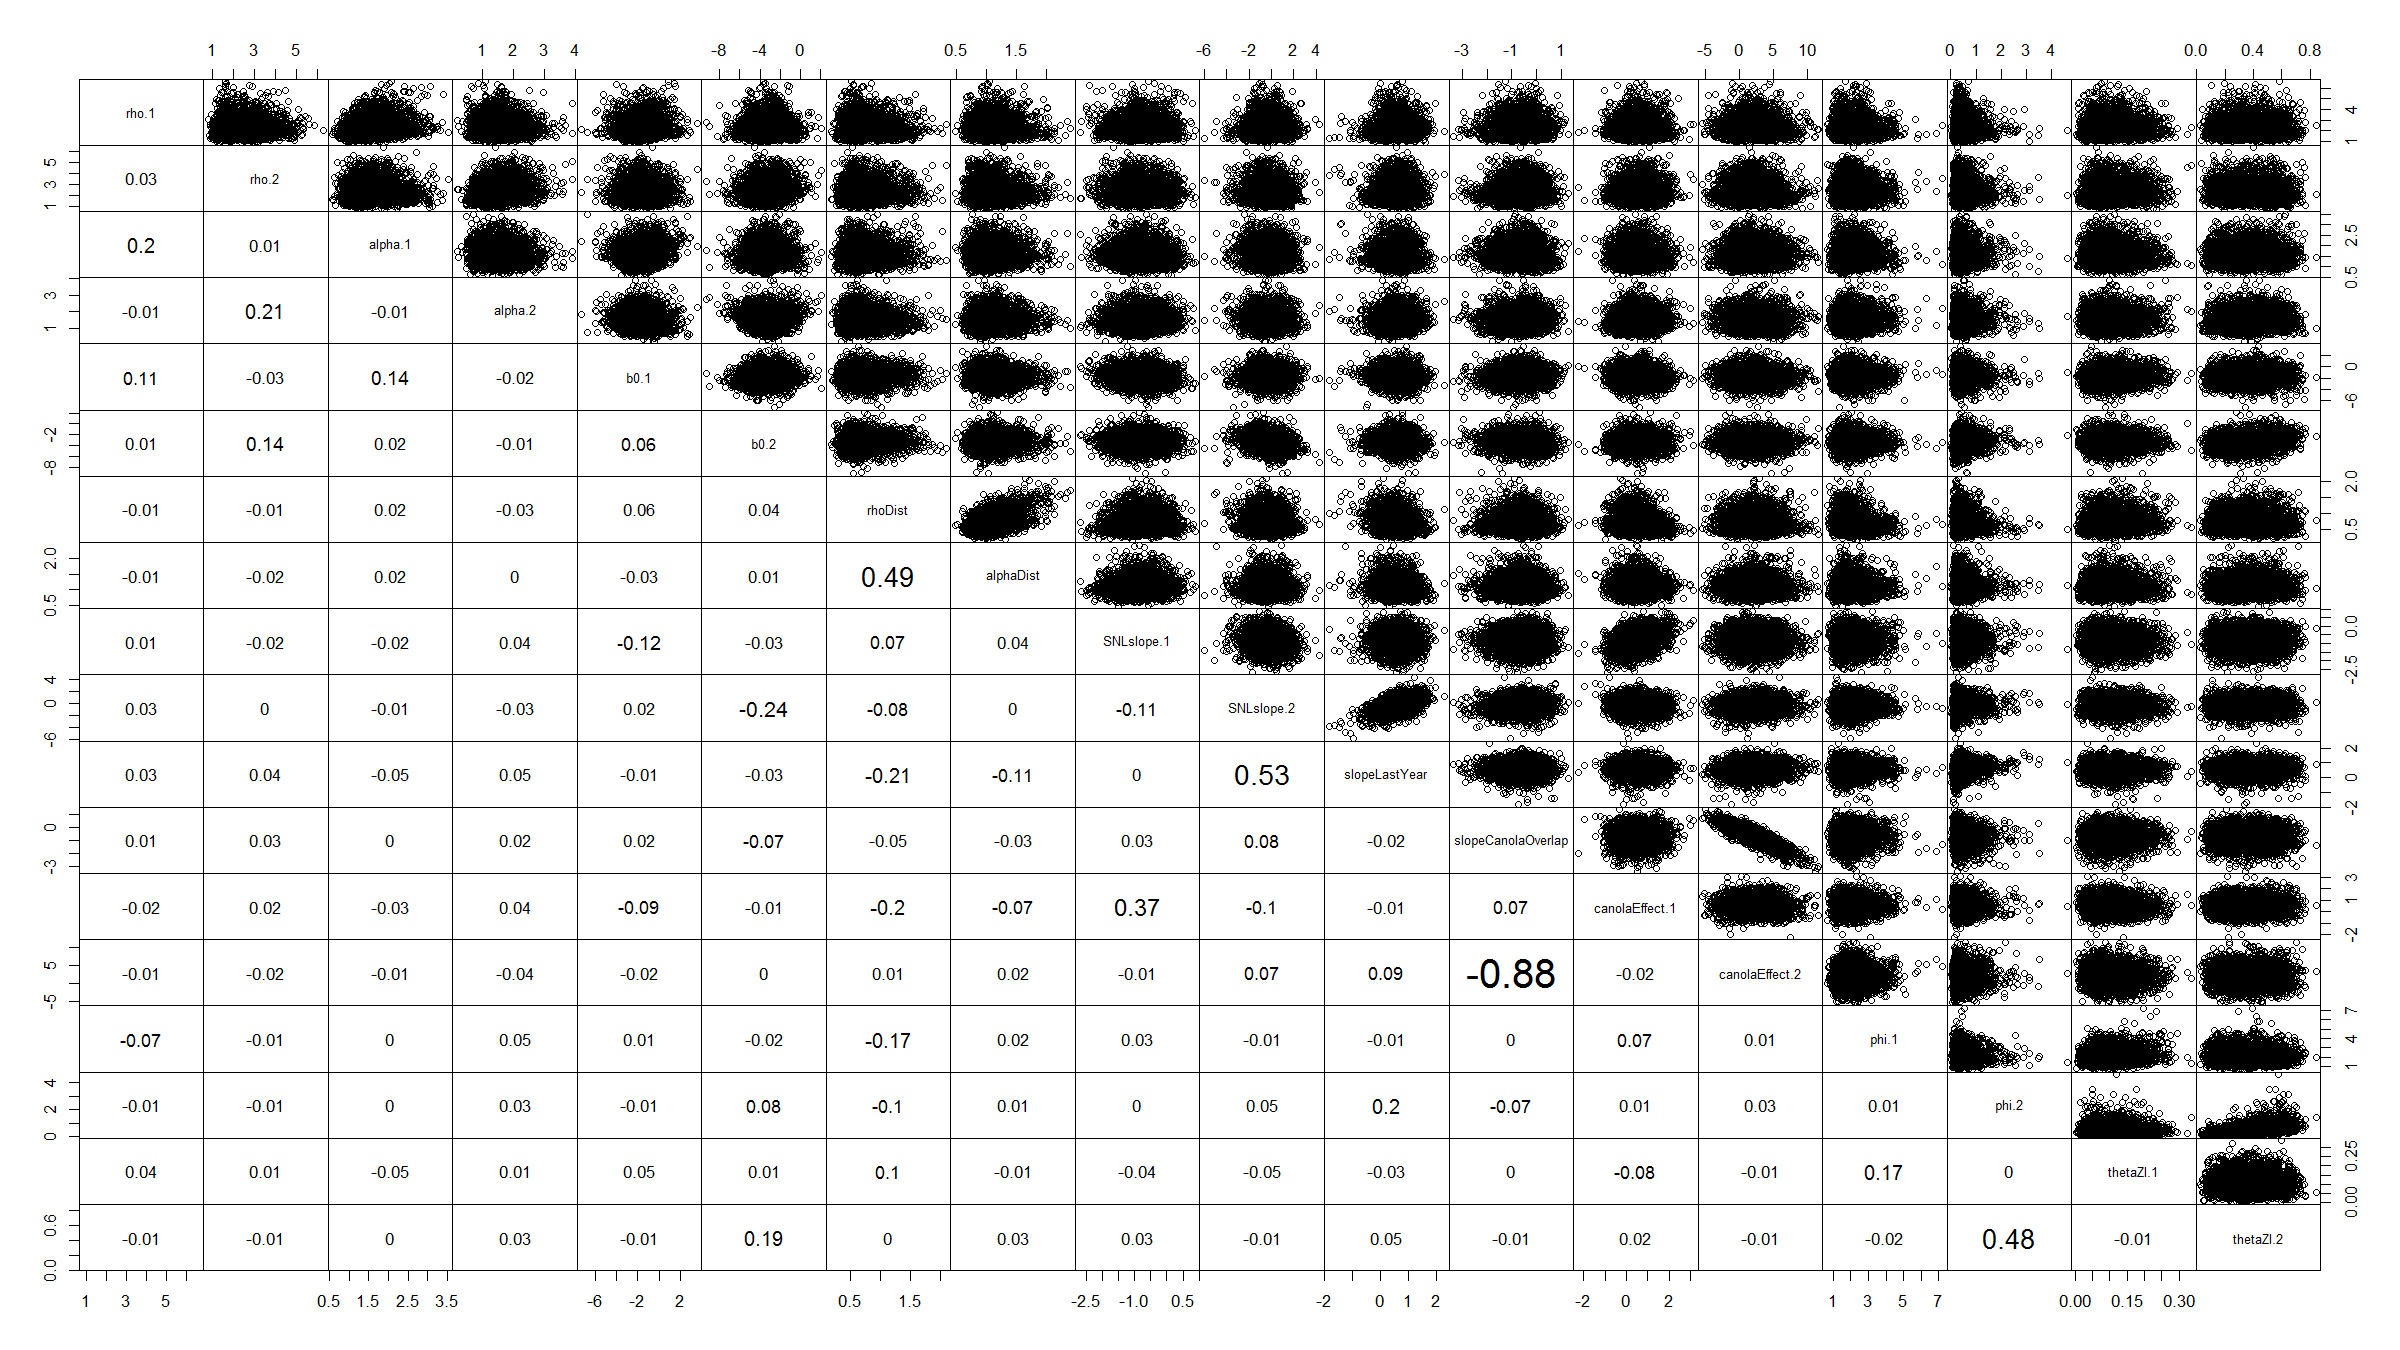 1 3 5 1 2 3 4 -8 -4 0 0.5 1.5 -6 -2 2 4 -3 -1 1 -5 0 5 10 0 1 2 3 4 0.0 0.4 0.8
rho.1 1 4
1 3 5 0.03 rho.2
0.2 0.01 alpha.1 0.5 2.5
1 3 -0.01 0.21 -0.01 alpha.2
0.11 -0.03 0.14 -0.02 b0.1 -6 0
-8 -2 0.01 0.14 0.02 -0.01 0.06 b0.2
-0.01 -0.01 0.02 -0.03 0.06 0.04 rhoDist 0.5 2.0
0.5 2.0 -0.01 -0.02 0.02 0 -0.03 0.01 0.49 alphaDist
0.01 -0.02 -0.02 0.04 -0.12 -0.03 0.07 0.04 SNLslope.1 -2.5 0.0
-6 0 4 0.03 0 -0.01 -0.03 0.02 -0.24 -0.08 0 -0.11 SNLslope.2
0.03 0.04 -0.05 0.05 -0.01 -0.03 -0.21 -0.11 0 0.53 slopeLastYear -2 0 2
-3 0 0.01 0.03 0 0.02 0.02 -0.07 -0.05 -0.03 0.03 0.08 -0.02 slopeCanolaOverlap
-0.02 0.02 -0.03 0.04 -0.09 -0.01 -0.2 -0.07 0.37 -0.1 -0.01 0.07 canolaEffect.1 -2 1 3
-5 5 -0.01 -0.02 -0.01 -0.04 -0.02 0 0.01 0.02 -0.01 0.07 0.09 -0.88 -0.02 canolaEffect.2
-0.07 -0.01 0 0.05 0.01 -0.02 -0.17 0.02 0.03 -0.01 -0.01 0 0.07 0.01 phi.1 1 4 7
0 2 4 -0.01 -0.01 0 0.03 -0.01 0.08 -0.1 0.01 0 0.05 0.2 -0.07 0.01 0.03 0.01 phi.2
0.04 0.01 -0.05 0.01 0.05 0.01 0.1 -0.01 -0.04 -0.05 -0.03 0 -0.08 -0.01 0.17 0 thetaZI.1 0.00 0.25
0.0 0.6 -0.01 -0.01 0 0.03 -0.01 0.19 0 0.03 0.03 -0.01 0.05 -0.01 0.02 -0.01 -0.02 0.48 -0.01 thetaZI.2
1 3 5 0.5 1.5 2.5 3.5 -6 -2 2 0.5 1.5 -2.5 -1.0 0.5 -2 0 1 2 -2 0 2 1 3 5 7 0.00 0.15 0.30